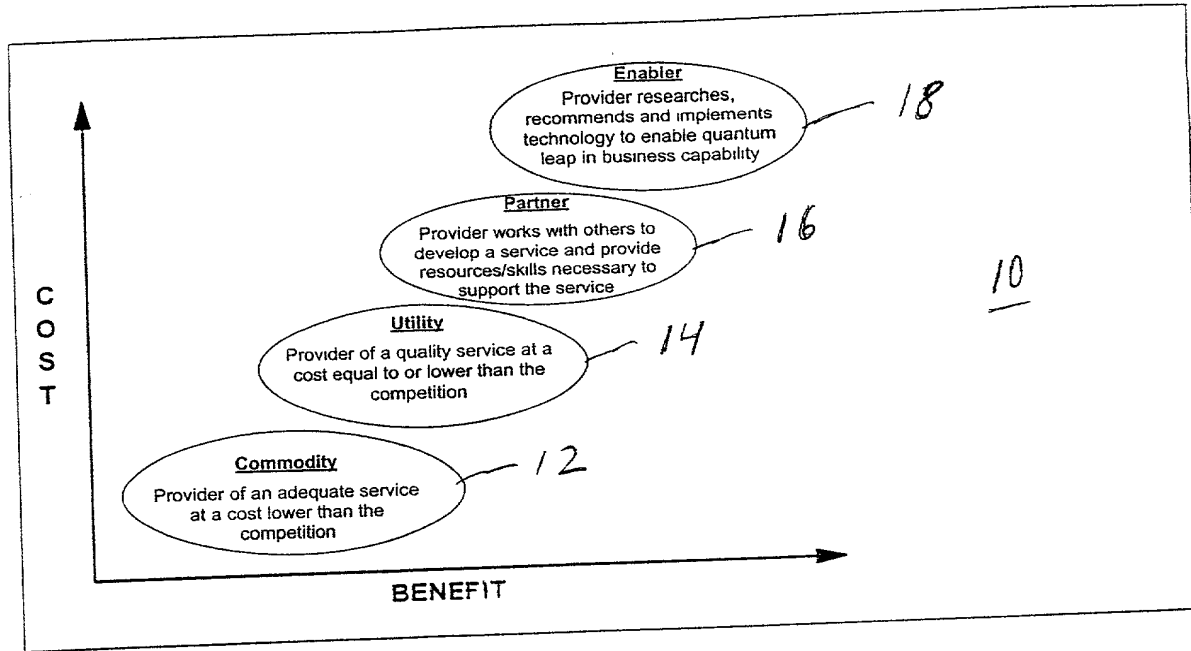 Enabler
Provider researches,
recommends and implements
technology to enable quantum
leap in business capability
18
Partner
Provider works with others to
develop a service and provide
resources/skills necessary to
support the service
16
10
Utility
Provider of a quality service at a
cost equal to or lower than the
competition
14
Commodity
Provider of an adequate service
at a cost lower than the
competition
12
COST
BENEFIT